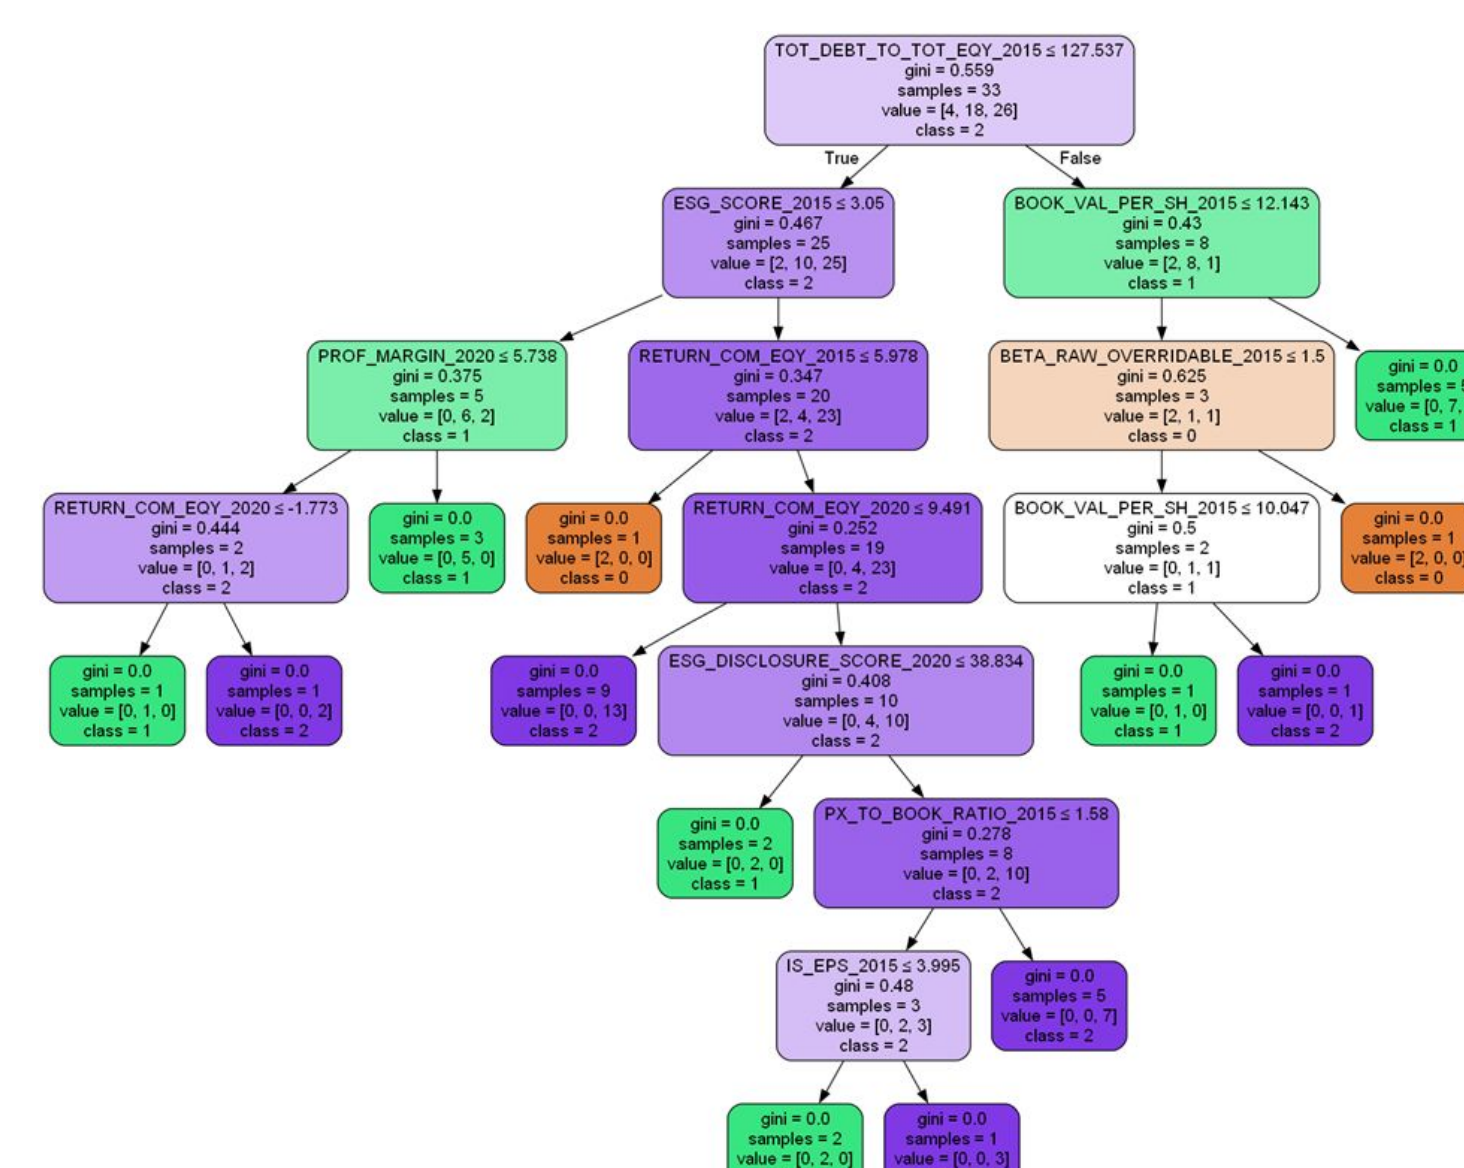 TOT_DEBT_TO_TOT_EQY_2015 ≤ 127.537
gini = 0.559
samples = 33
value = [4, 18, 26]
class = 2
True
False
ESG_SCORE_2015 ≤ 3.05
gini = 0.467
samples = 25
value = [2, 10, 25]
class = 2
BOOK_VAL_PER_SH_2015 ≤ 12.143
gini = 0.43
samples = 8
value = [2, 8, 1]
class = 1
PROF_MARGIN_2020 ≤ 5.738
gini = 0.375
samples = 5
value = [0, 6, 2]
class = 1
RETURN_COM_EQY_2015 ≤ 5.978
gini = 0.347
samples = 20
value = [2, 4, 23]
class = 2
BETA_RAW_OVERRIDABLE_2015 ≤ 1.5
gini = 0.625
samples = 3
value = [2, 1, 1]
class = 0
gini = 0.0
samples = 5
value = [0, 7,
class = 1
RETURN_COM_EQY_2020 ≤ -1.773
gini = 0.444
samples = 2
value = [0, 1, 2]
class = 2
gini = 0.0
samples = 3
value = [0, 5, 0]
class = 1
gini = 0.0
samples = 1
value = [2, 0, 0]
class = 0
RETURN_COM_EQY_2020 ≤ 9.491
gini = 0.252
samples = 19
value = [0, 4, 23]
class = 2
BOOK_VAL_PER_SH_2015 ≤ 10.047
gini = 0.5
samples = 2
value = [0, 1, 1]
class = 1
gini = 0.0
samples = 1
value = [2, 0, 0]
class = 0
gini = 0.0
samples = 1
value = [0, 1, 0]
class = 1
gini = 0.0
samples = 1
value = [0, 0, 2]
class = 2
gini = 0.0
samples = 9
value = [0, 0, 13]
class = 2
ESG_DISCLOSURE_SCORE_2020 ≤ 38.834
gini = 0.408
samples = 10
value = [0, 4, 10]
class = 2
gini = 0.0
samples = 1
value = [0, 1, 0]
class = 1
gini = 0.0
samples = 1
value = [0, 0, 1]
class = 2
gini = 0.0
samples = 2
value = [0, 2, 0]
class = 1
PX_TO_BOOK_RATIO_2015 ≤ 1.58
gini = 0.278
samples = 8
value = [0, 2, 10]
class = 2
IS_EPS_2015 ≤ 3.995
gini = 0.48
samples = 3
value = [0, 2, 3]
class = 2
gini = 0.0
samples = 5
value = [0, 0, 7]
class = 2
gini = 0.0
samples = 2
value = [0, 2, 0]
gini = 0.0
samples = 1
value = [0, 0, 3]